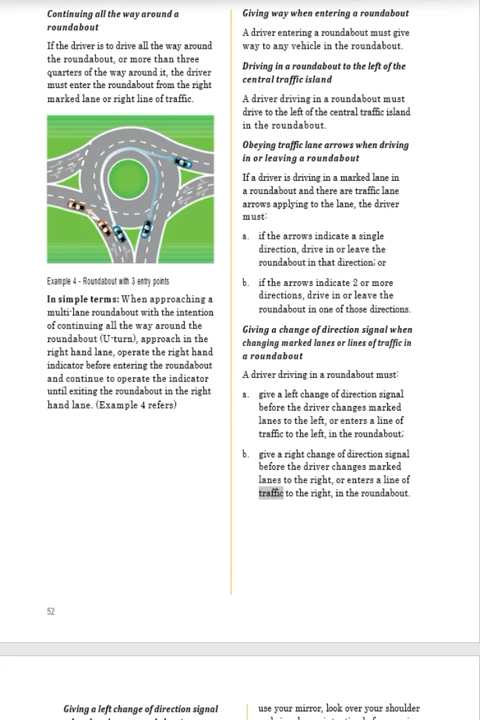 Continuing all the way around a
roundabout
If the driver is to drive all the way around
the roundabout, or more than three
quarters of the way around it, the driver
must enter the roundabout from the right
marked lane or right line of traffic.
Example 4 - Roundabout with 3 entry points
In simple terms: When approaching a
multi-lane roundabout with the intention
of continuing all the way around the
roundabout (U-turn), approach in the
right hand lane, operate the right hand
indicator before entering the roundabout
and continue to operate the indicator
until exiting the roundabout in the right
hand lane. (Example 4 refers)
52
Giving way when entering a roundabout
A driver entering a roundabout must give
way to any vehicle in the roundabout.
Driving in a roundabout to the left of the
central traffic island
A driver driving in a roundabout must
drive to the left of the central traffic island
in the roundabout.
Obeying traffic lane arrows when driving
in or leaving a roundabout
If a driver is driving in a marked lane in
a roundabout and there are traffic lane
arrows applying to the lane, the driver
must:
a. if the arrows indicate a single
direction, drive in or leave the
roundabout in that direction; or
b. if the arrows indicate 2 or more
directions, drive in or leave the
roundabout in one of those directions.
Giving a change of direction signal when
changing marked lanes or lines of traffic in
a roundabout
A driver driving in a roundabout must:
a. give a left change of direction signal
before the driver changes marked
lanes to the left, or enters a line of
traffic to the left, in the roundabout;
b. give a right change of direction signal
before the driver changes marked
lanes to the right, or enters a line of
traffic to the right, in the roundabout.
Giving a left change of direction signal
use your mirror, look over your shoulder